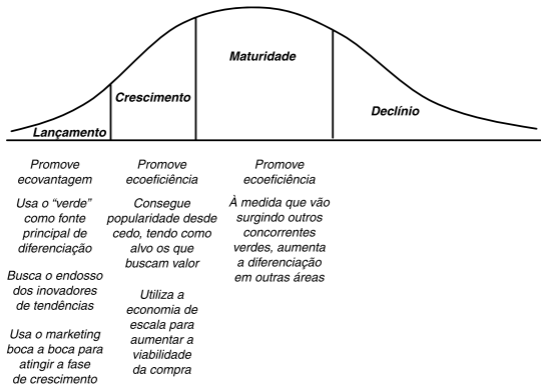 Maturidade
Crescimento
Declínio
Lançamento
Promove
ecovantagem
Usa o “verde”
como fonte
principal de
diferenciação
Busca o endosso
dos inovadores
de tendências
Usa o marketing
boca a boca para
atingir a fase
de crescimento
Promove
ecoeficiência
Consegue
popularidade desde
cedo, tendo como
alvo os que
buscam valor
Utiliza a
economia de
escala para
aumentar a
viabilidade
da compra
Promove
ecoeficiência
À medida que vão
surgindo outros
concorrentes
verdes, aumenta
a diferenciação
em outras áreas